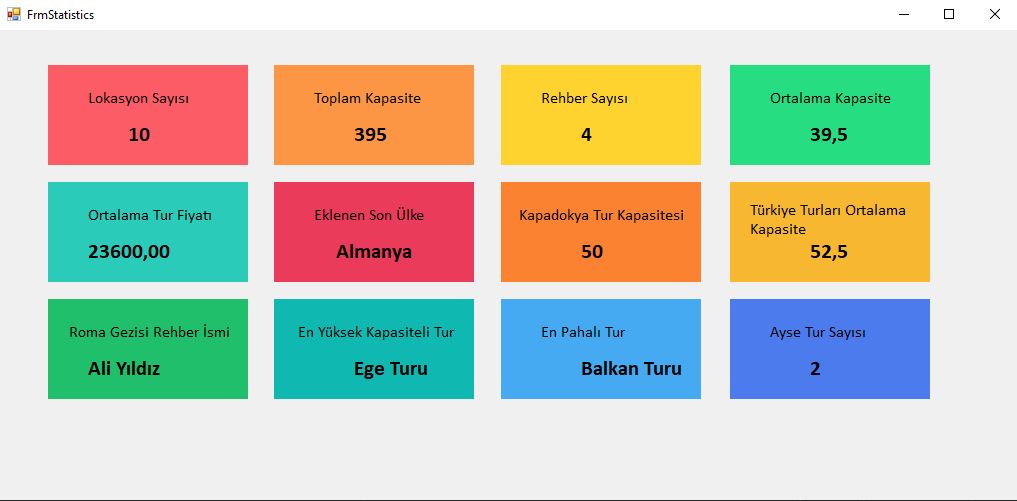 FrmStatistics
Lokasyon Sayısı
10
Toplam Kapasite
395
Rehber Sayısı
4
Ortalama Kapasite
39,5
Ortalama Tur Fiyatı
23600,00
Eklenen Son Ülke
Almanya
Kapadokya Tur Kapasitesi
50
Türkiye Turları Ortalama
Kapasite
52,5
Roma Gezisi Rehber İsmi
Ali Yıldız
En Yüksek Kapasiteli Tur
Ege Turu
En Pahalı Tur
Balkan Turu
Ayse Tur Sayısı
2